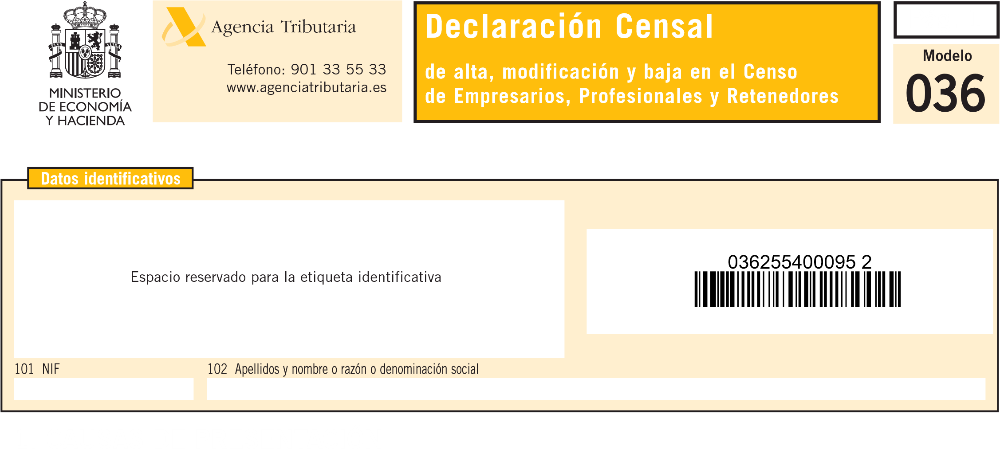 PLVS VLTRA
MINISTERIO
DE ECONOMÍA
Y HACIENDA
Agencia Tributaria
Teléfono: 901 33 55 33
www.agenciatributaria.es
Declaración Censal
de alta, modificación y baja en el Censo
de Empresarios, Profesionales y Retenedores
Modelo
036
Datos identificativos
Espacio reservado para la etiqueta identificativa
036255400095 2
101 NIF
102 Apellidos y nombre o razón o denominación social